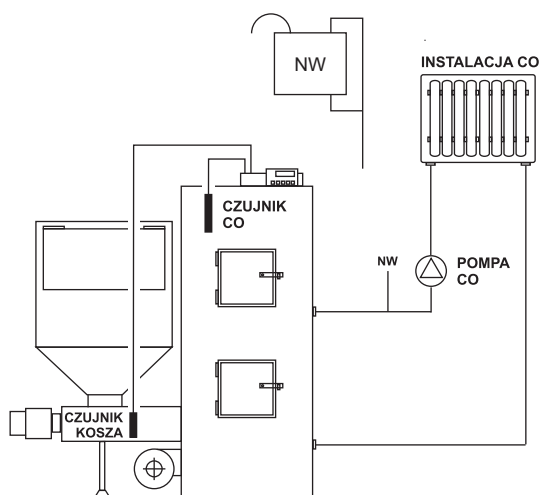 NW
INSTALACJA CO
CZUJNIK
CO
NW
POMPA
CO
CZUJNIK
KOSZA